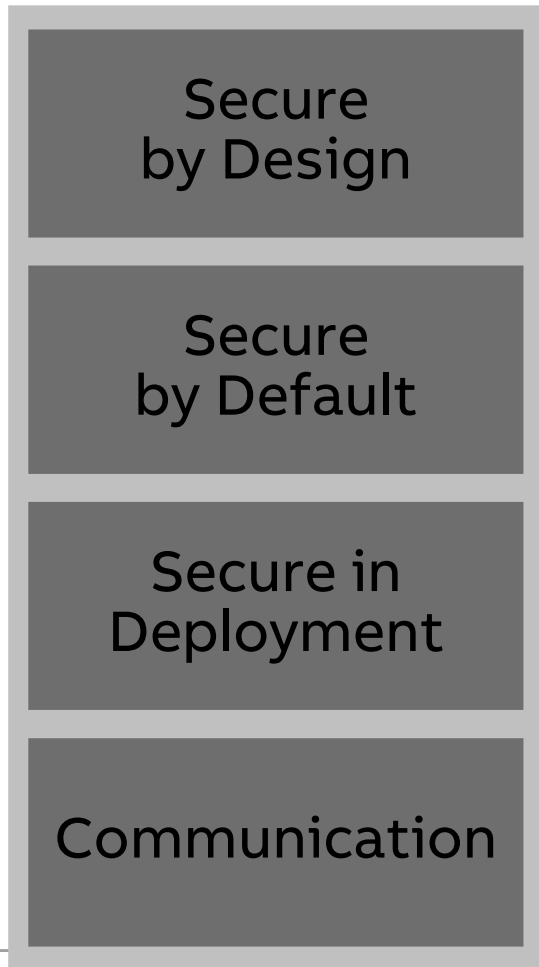 Secure
by Design
Secure
by Default
Secure in
Deployment
Communication